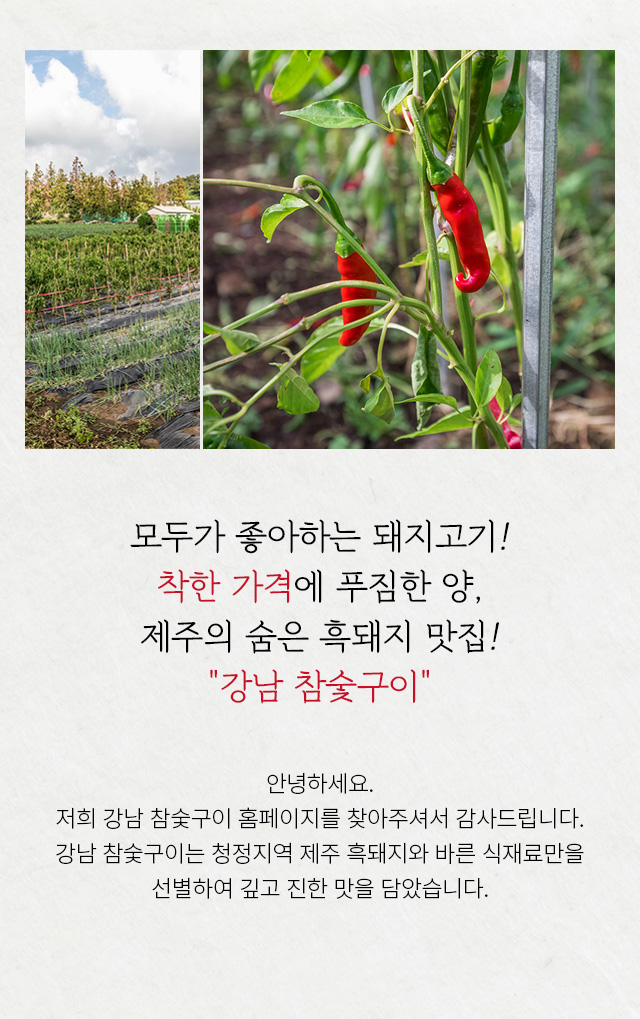 모두가 좋아하는 돼지고기!
착한 가격에 푸짐한 양,
제주의 숨은 흑돼지 맛집!
"강남 참숯구이"
안녕하세요.
저희 강남 참숯구이 홈페이지를 찾아주셔서 감사드립니다.
강남 참숯구이는 청정지역 제주 흑돼지와 바른 식재료만을
선별하여 깊고 진한 맛을 담았습니다.